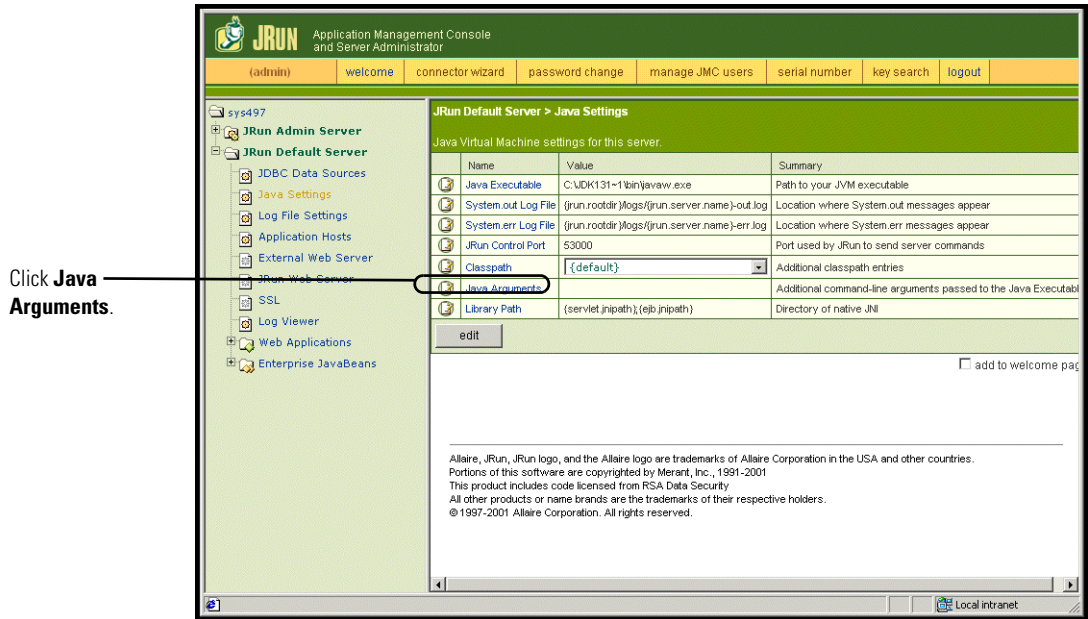 JRUN Application Management Console
and Server Administrator
(admin) welcome connector wizard password change manage JMC users serial number key search logout
sys497
JRun Admin Server
JRun Default Server
JDBC Data Sources
Java Settings
Log File Settings
Application Hosts
External Web Server
JRun Web Server
SSL
Log Viewer
Web Applications
Enterprise JavaBeans
Click Java
Arguments.
JRun Default Server > Java Settings
Java Virtual Machine settings for this server.
Name Value Summary
Java Executable C:\JDK131~1\bin\javaw.exe Path to your JVM executable
System.out Log File {jrun.rootdir}/logs/{jrun.server.name}-out.log Location where System.out messages appear
System.err Log File {jrun.rootdir}/logs/{jrun.server.name}-err.log Location where System.err messages appear
JRun Control Port 53000 Port used by JRun to send server commands
Classpath {default} Additional classpath entries
Java Arguments Additional command-line arguments passed to the Java Executabl
Library Path {servlet.jnipath};{ejb.jnipath} Directory of native JNI
edit
add to welcome pag
Allaire, JRun, JRun logo, and the Allaire logo are trademarks of Allaire Corporation in the USA and other countries.
Portions of this software are copyrighted by Merant, Inc., 1991-2001
This product includes code licensed from RSA Data Security
All other products or name brands are the trademarks of their respective holders.
© 1997-2001 Allaire Corporation. All rights reserved.
Local intranet